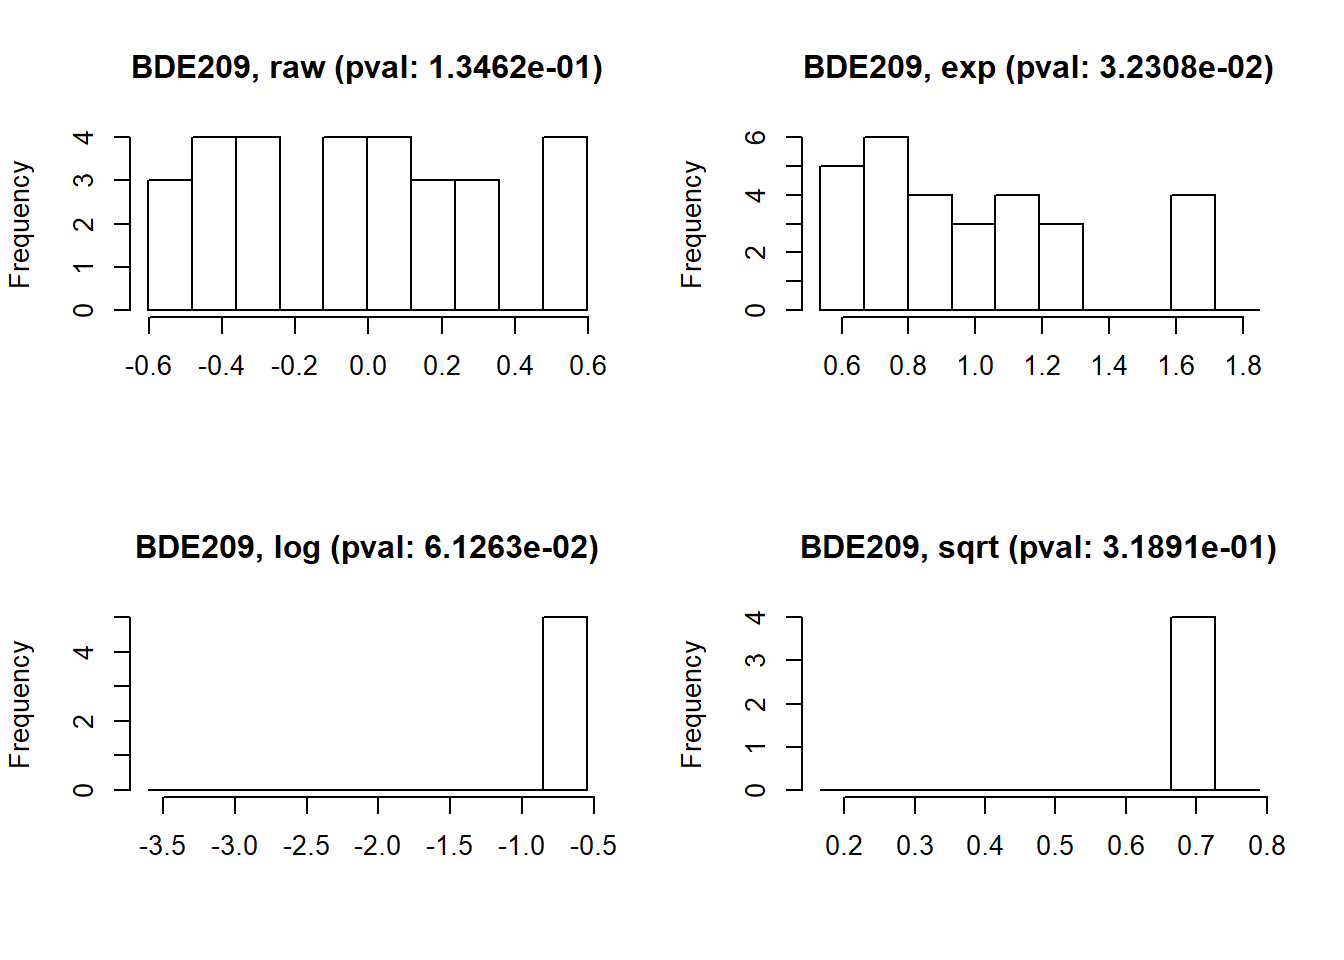 BDE209, raw (pval: 1.3462e-01)
Frequency
0 1 2 3 4
-0.6 -0.4 -0.2 0.0 0.2 0.4 0.6
BDE209, exp (pval: 3.2308e-02)
Frequency
0 2 4 6
0.6 0.8 1.0 1.2 1.4 1.6 1.8
BDE209, log (pval: 6.1263e-02)
Frequency
0 2 4
-3.5 -3.0 -2.5 -2.0 -1.5 -1.0 -0.5
BDE209, sqrt (pval: 3.1891e-01)
Frequency
0 1 2 3 4
0.2 0.3 0.4 0.5 0.6 0.7 0.8